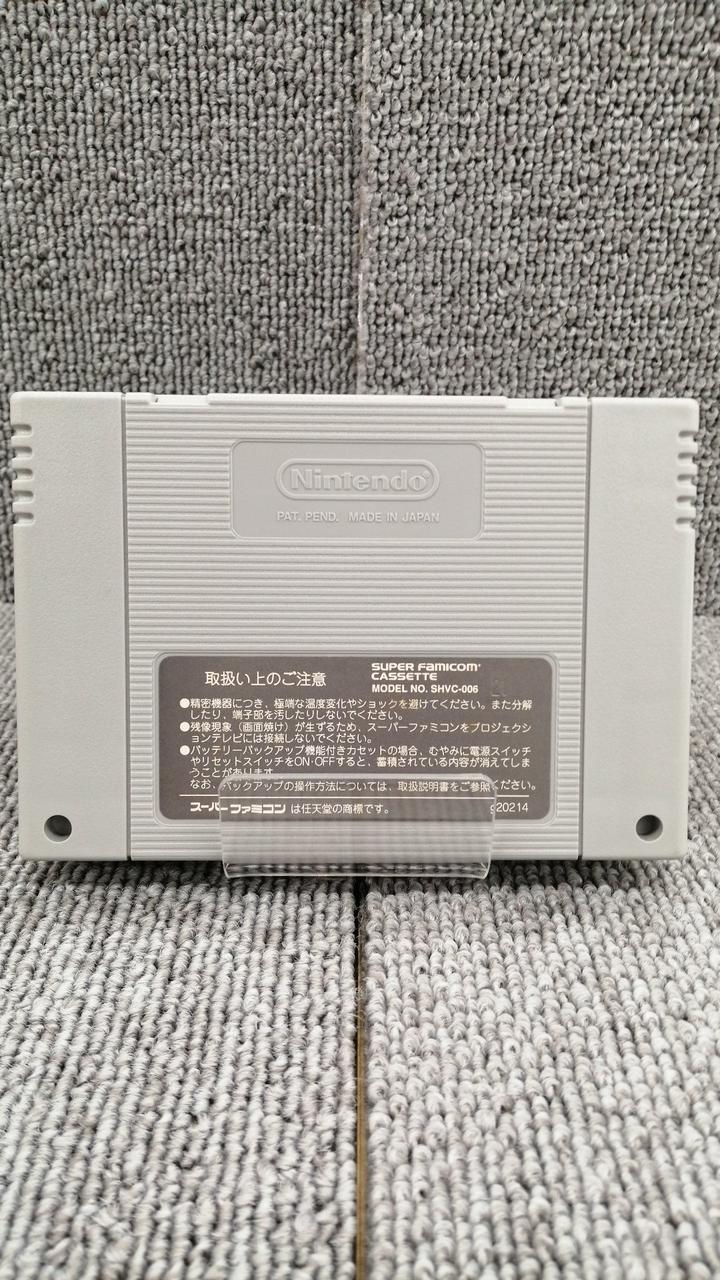 Nintendo
PAT. PEND. MADE IN JAPAN
取扱い上のご注意
SUPER FAMICOM
CASSETTE
MODEL NO. SHVC-006
●精密機器につき、極端な温度変化やショックを避けてください。また分解
したり、端子部を汚したりしないでください。
●残像現象（画面焼け）が生ずるため、スーパーファミコンをプロジェクシ
ョンテレビには接続しないでください。
●バッテリーバックアップ機能付きカセットの場合、むやみに電源スイッチ
やリセットスイッチをON・OFFすると、蓄積されている内容が消えてしま
うことがあります。
なお、バックアップの操作方法については、取扱説明書をご参照ください。
スーパーファミコン は任天堂の商標です。